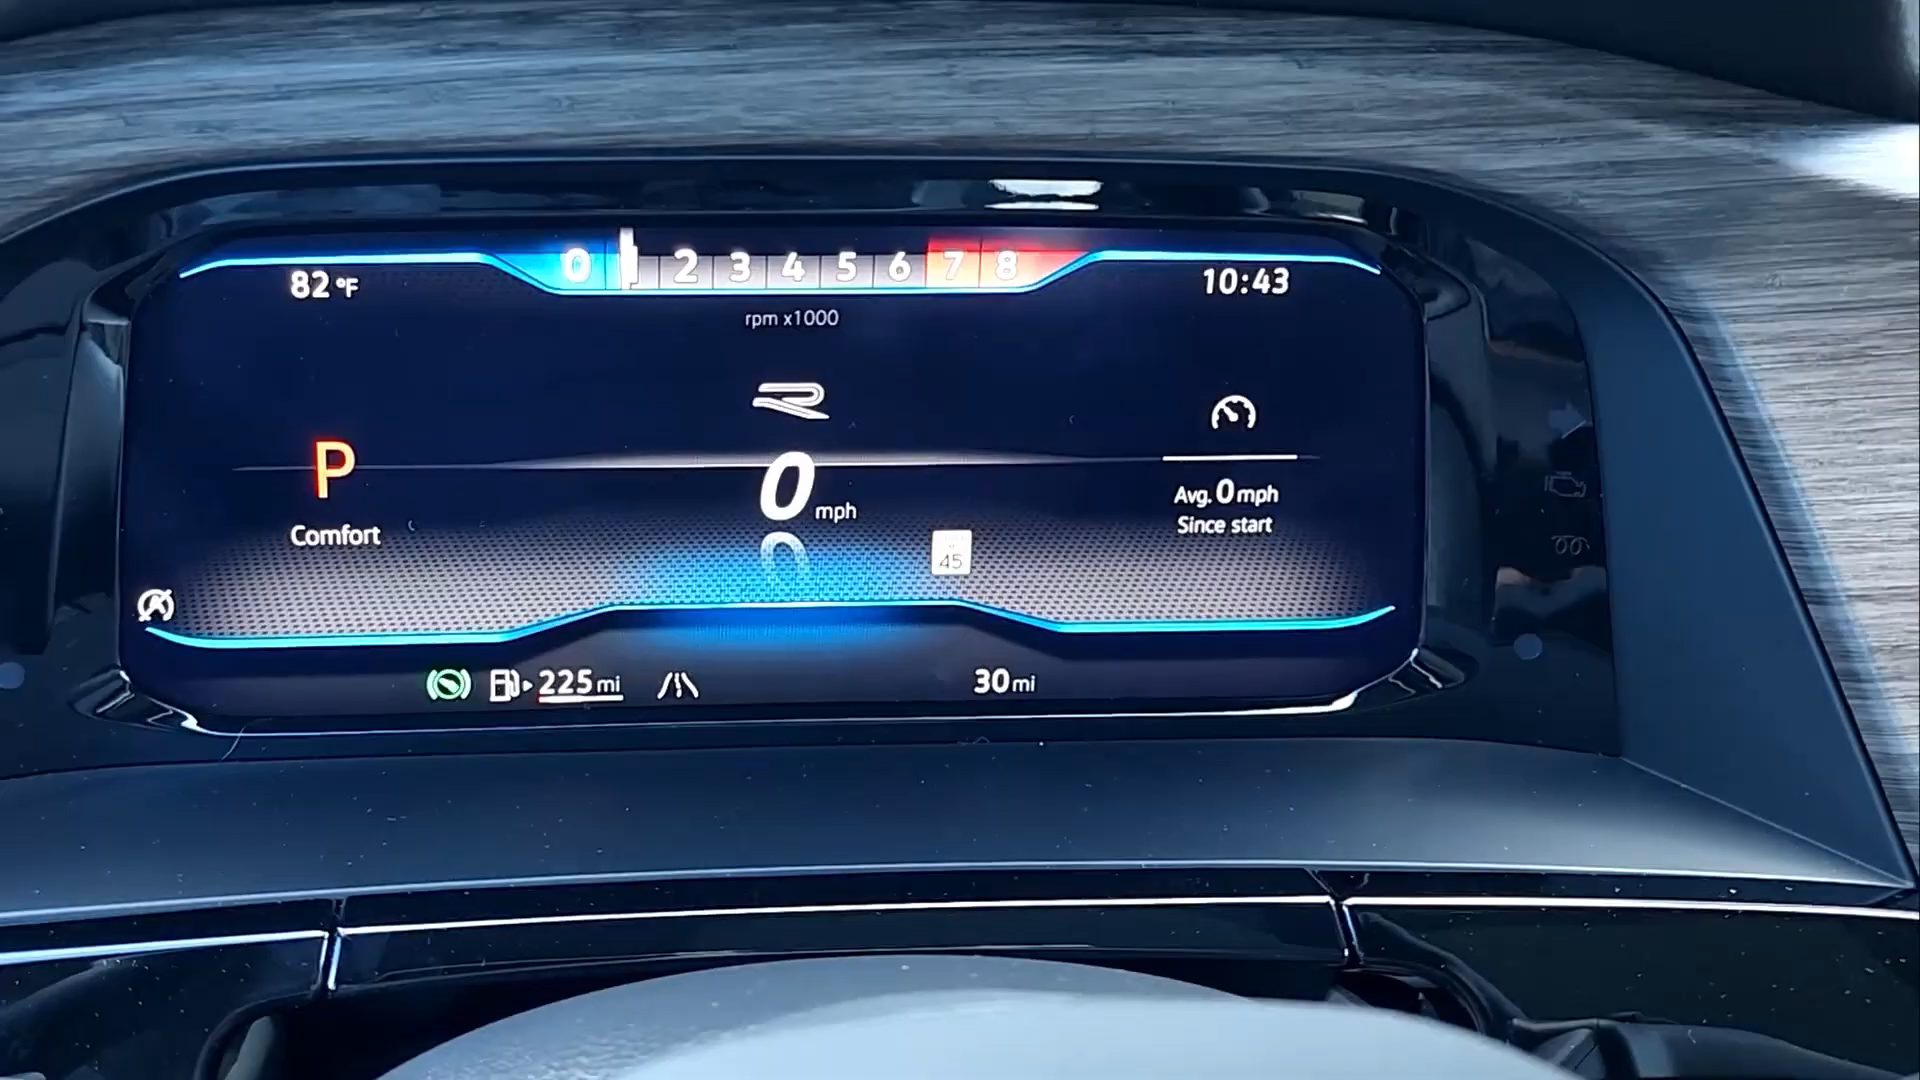 0 2 3 4 5 6 7 8
82 °F
10:43
rpm x1000
R
P
0 mph
Avg. 0 mph
Since start
Comfort
45
225 mi
30 mi